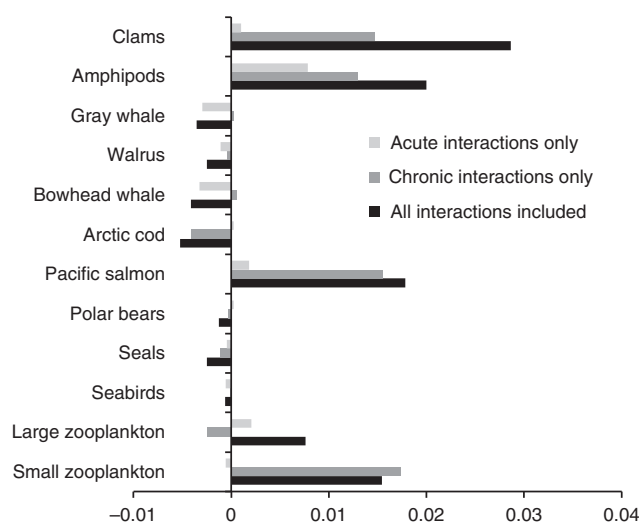 Clams
Amphipods
Gray whale
Walrus
Bowhead whale
Arctic cod
Pacific salmon
Polar bears
Seals
Seabirds
Large zooplankton
Small zooplankton
Acute interactions only
Chronic interactions only
All interactions included
−0.01 0 0.01 0.02 0.03 0.04